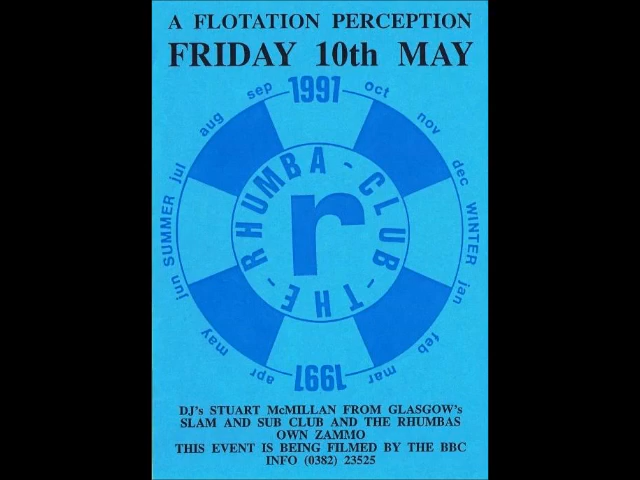 A FLOTATION PERCEPTION
FRIDAY 10th MAY
1991
sep
oct
aug
nov
jul
dec
SUMMER
WINTER
jun
jan
may
feb
apr
mar
1991
THE - RHUMBA - CLUB -
r
DJ's STUART McMILLAN FROM GLASGOW's
SLAM AND SUB CLUB AND THE RHUMBAS
OWN ZAMMO
THIS EVENT IS BEING FILMED BY THE BBC
INFO (0382) 23525